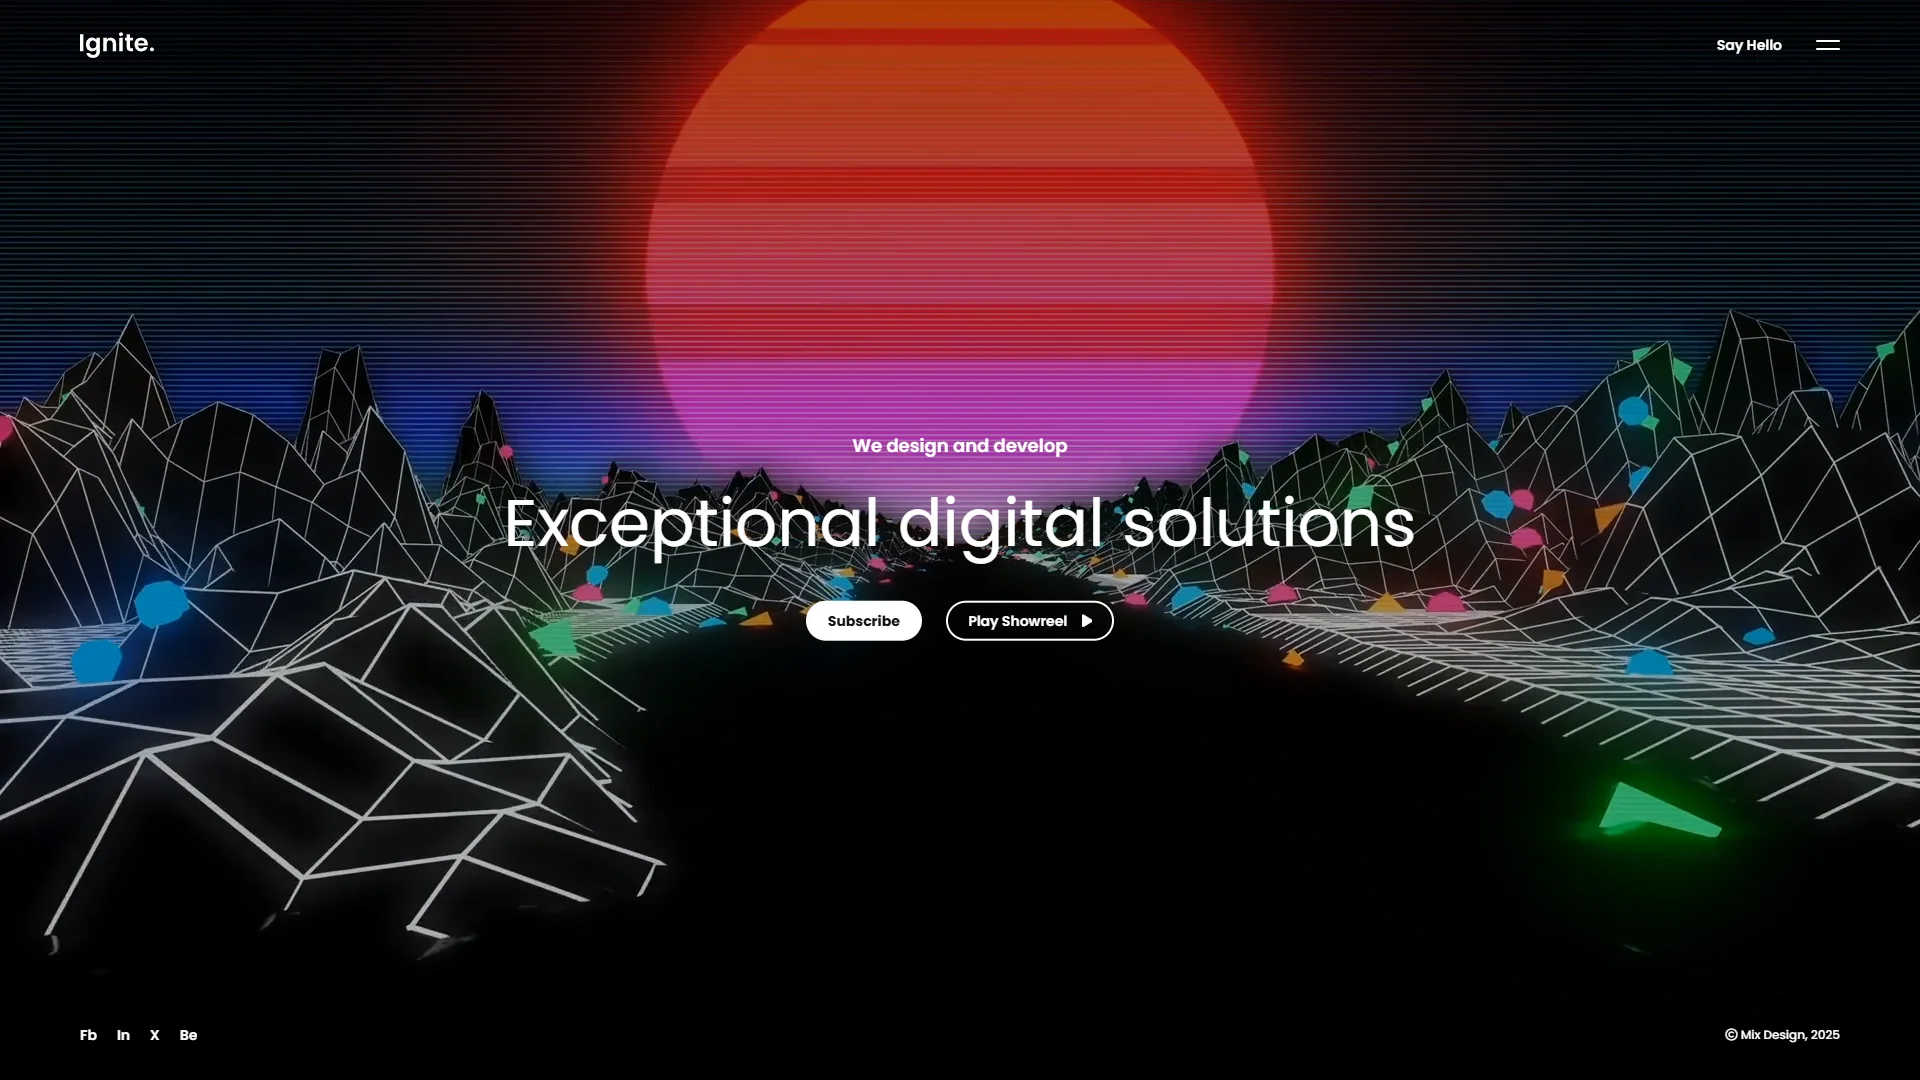 Ignite.
Say Hello
We design and develop
Exceptional digital solutions
Subscribe
Play Showreel
Fb In X Be
© Mix Design, 2025